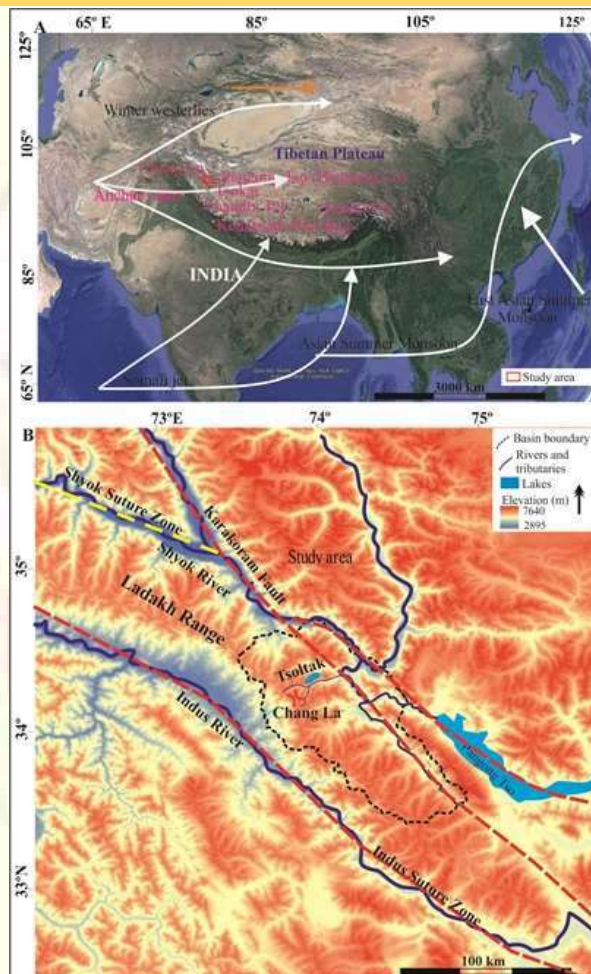 A
65° E
85°
105°
125°
125°
105°
85°
65° N
Winter westerlies
Tibetan Plateau
Anchar
INDIA
East Asian Summer
Monsoon
Asian Summer Monsoon
Somali jet
Study area
3000 km
B
73°E
74°
75°
35°
34°
33°N
Basin boundary
Rivers and
tributaries
Lakes
Elevation (m)
7640
2895
Shyok Suture Zone
Shyok River
Karakoram Fault
Study area
Ladakh Range
Tsoltak
Chang La
Indus River
Pangong Tso
Indus Suture Zone
100 km